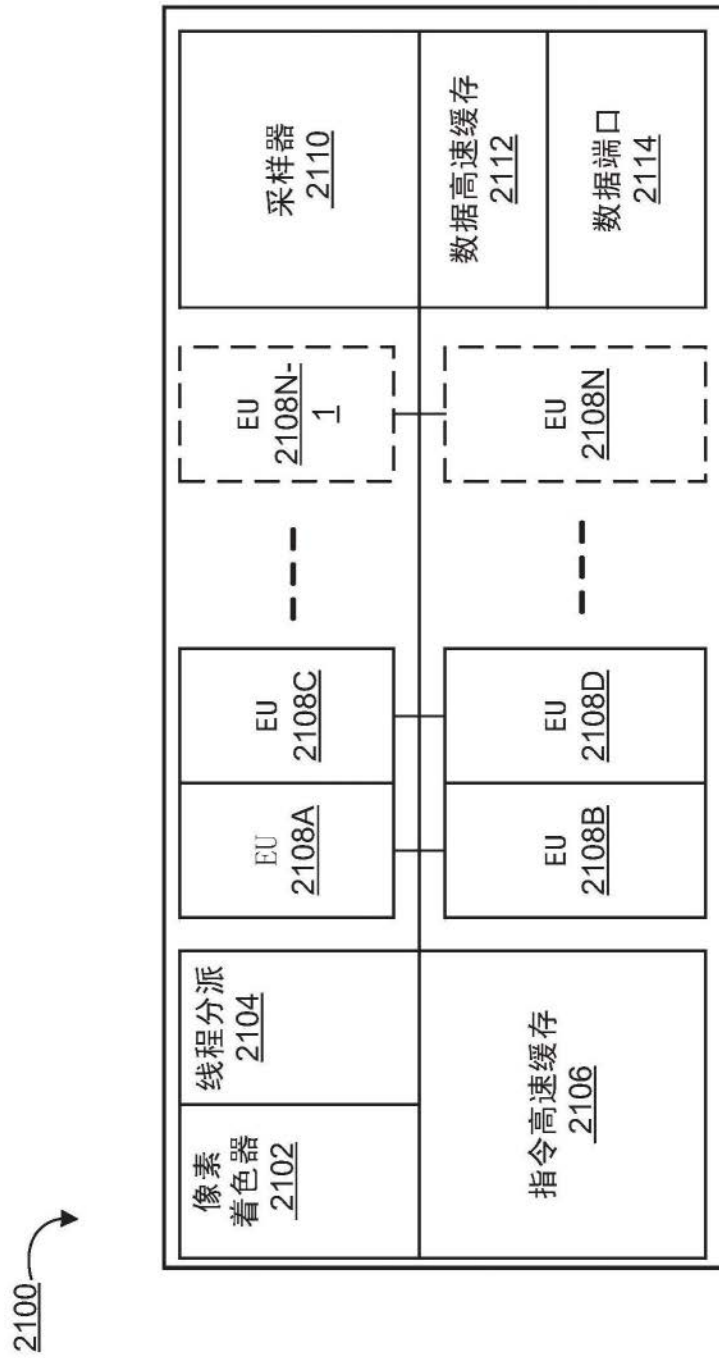 2100
像素
着色器
2102
线程分派
2104
EU
2108A
EU
2108C
EU
2108N-
1
采样器
2110
指令高速缓存
2106
EU
2108B
EU
2108D
EU
2108N
数据高速缓存
2112
数据端口
2114